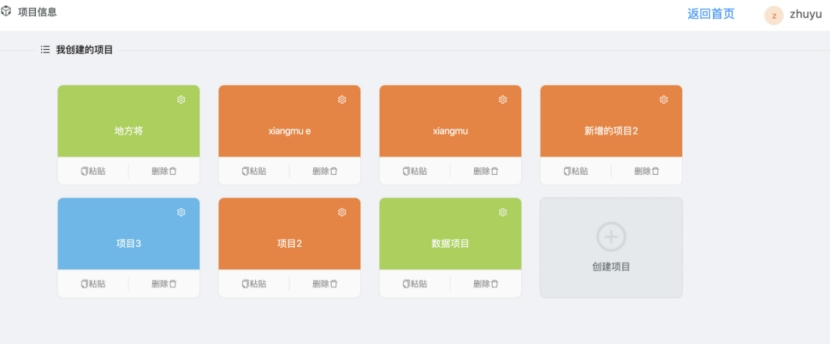 项目信息
返回首页
z
zhuyu
我创建的项目
地方将
xiangmu e
xiangmu
新增的项目2
粘贴 删除
粘贴 删除
粘贴 删除
粘贴 删除
项目3
项目2
数据项目
创建项目
粘贴 删除
粘贴 删除
粘贴 删除